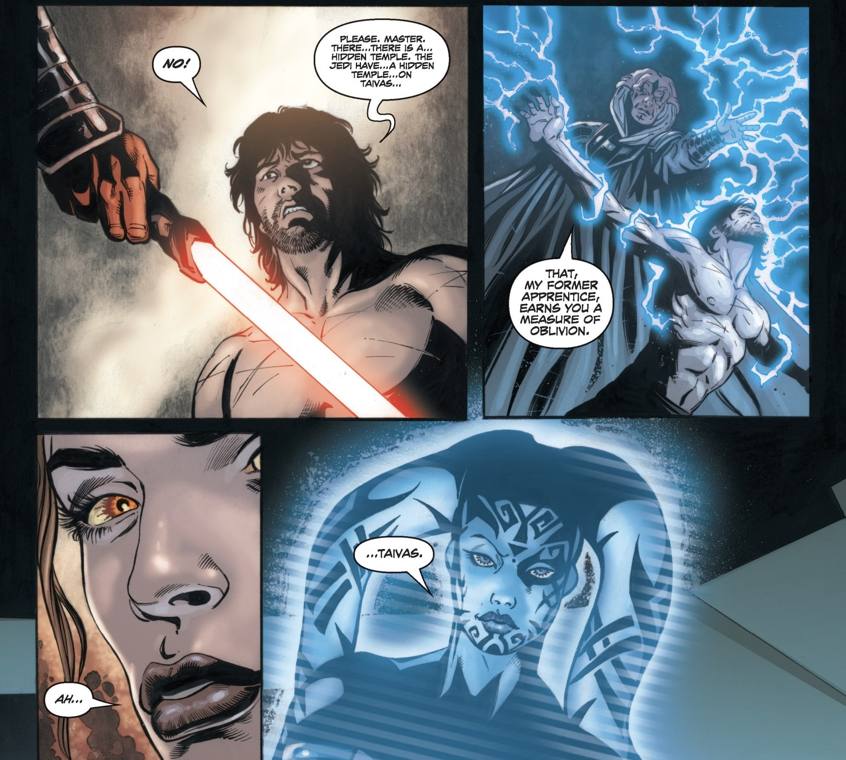 NO!
PLEASE, MASTER.
THERE...THERE IS A...
HIDDEN TEMPLE. THE
JEDI HAVE...A HIDDEN
TEMPLE...ON
TAIVAS...
THAT,
MY FORMER
APPRENTICE,
EARNS YOU A
MEASURE OF
OBLIVION.
AH...
...TAIVAS.